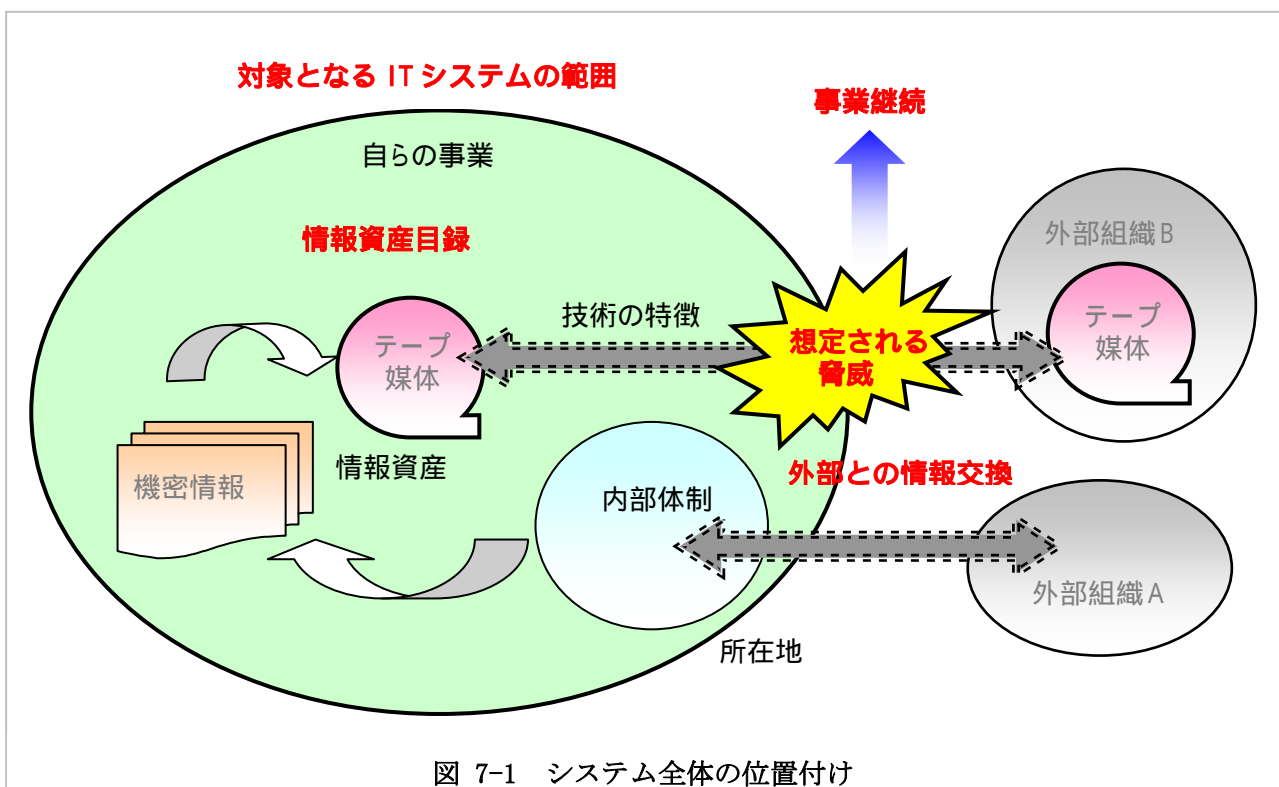 対象となる IT システムの範囲
事業継続
自らの事業
情報資産目録
外部組織B
技術の特徴
テープ
媒体
想定される
脅威
テープ
媒体
機密情報
情報資産
外部との情報交換
内部体制
外部組織A
所在地
図 7-1 システム全体の位置付け